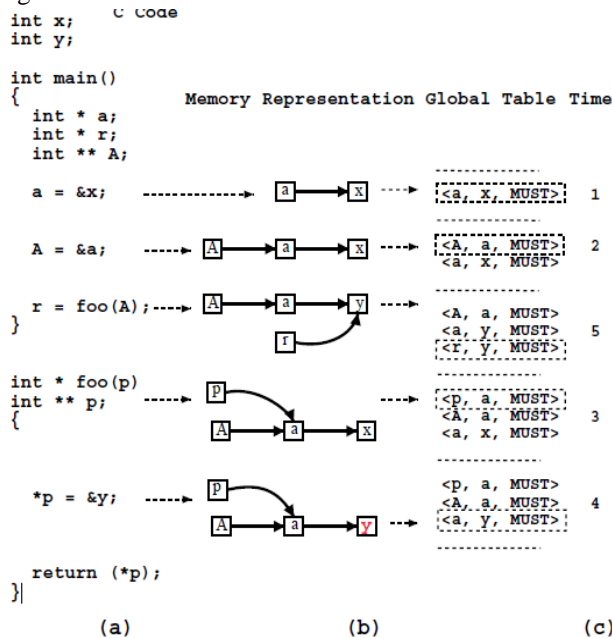 C Code
int x;
int y;
int main()
{ Memory Representation Global Table Time
int * a;
int * r;
int ** A;
a = &x; a x <a, x, MUST> 1
A = &a; A a x <A, a, MUST> 2
<a, x, MUST>
r = foo(A); A a y <A, a, MUST>
} r <a, y, MUST> 5
<r, y, MUST>
int * foo(p) p <p, a, MUST>
int ** p; <A, a, MUST> 3
{ A a x <a, x, MUST>
p <p, a, MUST>
*p = &y; <A, a, MUST> 4
A a y <a, y, MUST>
return (*p);
}
(a) (b) (c)